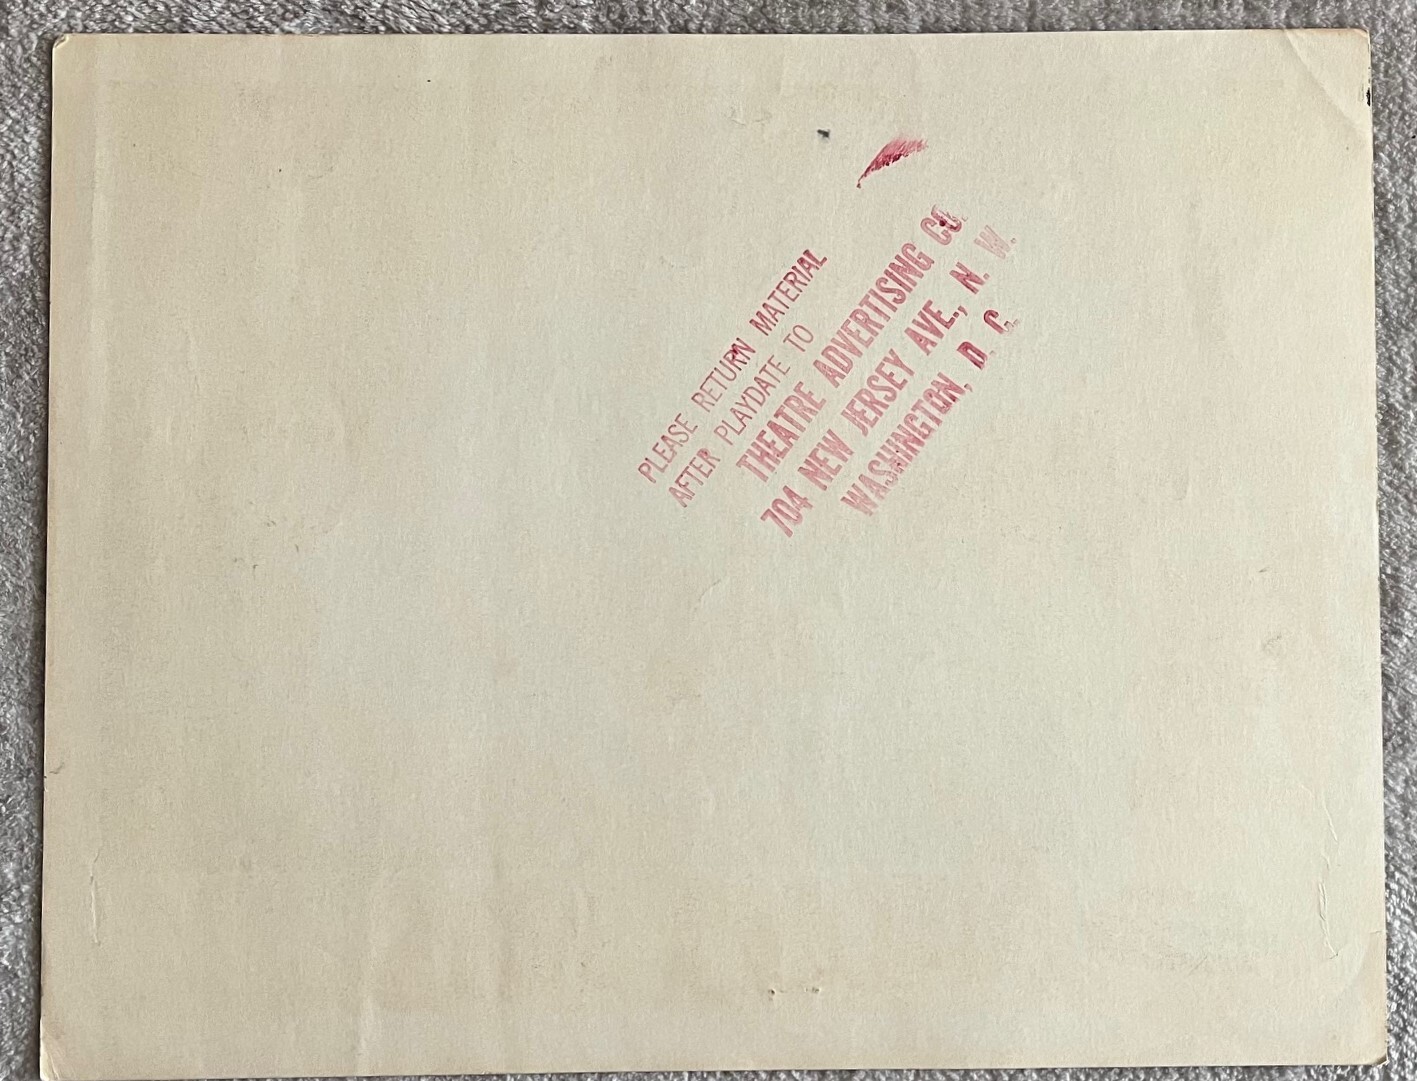 PLEASE RETURN MATERIAL
AFTER PLAYDATE TO
THEATRE ADVERTISING CO.
704 NEW JERSEY AVE., N. W.
WASHINGTON, D. C.